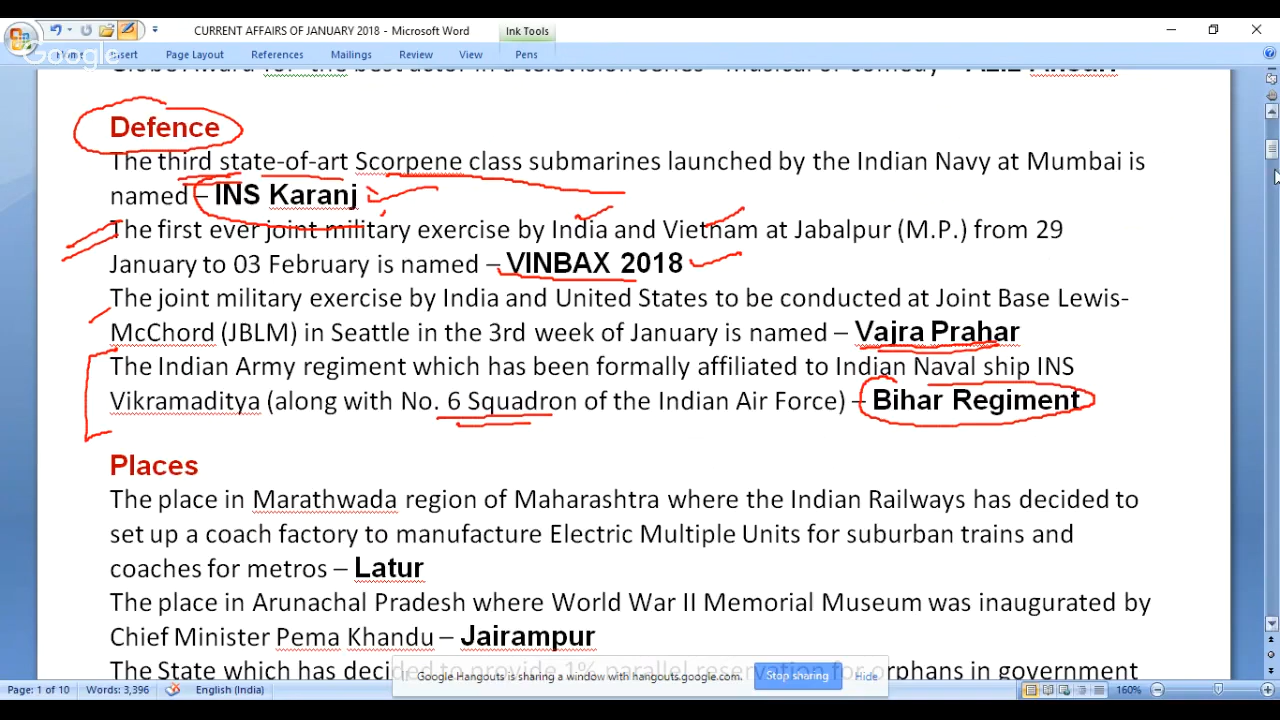 CURRENT AFFAIRS OF JANUARY 2018 - Microsoft Word
Ink Tools
Google
Insert Page Layout References Mailings Review View Pens
Defence
The third state-of-art Scorpene class submarines launched by the Indian Navy at Mumbai is
named – INS Karanj
The first ever joint military exercise by India and Vietnam at Jabalpur (M.P.) from 29
January to 03 February is named – VINBAX 2018
The joint military exercise by India and United States to be conducted at Joint Base Lewis-
McChord (JBLM) in Seattle in the 3rd week of January is named – Vajra Prahar
The Indian Army regiment which has been formally affiliated to Indian Naval ship INS
Vikramaditya (along with No. 6 Squadron of the Indian Air Force) – Bihar Regiment
Places
The place in Marathwada region of Maharashtra where the Indian Railways has decided to
set up a coach factory to manufacture Electric Multiple Units for suburban trains and
coaches for metros – Latur
The place in Arunachal Pradesh where World War II Memorial Museum was inaugurated by
Chief Minister Pema Khandu – Jairampur
The State which has decided to provide 1% parallel reservation for orphans in government
Google Hangouts is sharing a window with hangouts.google.com. Stop sharing Hide
Page: 1 of 10 Words: 3,396 English (India) 160%